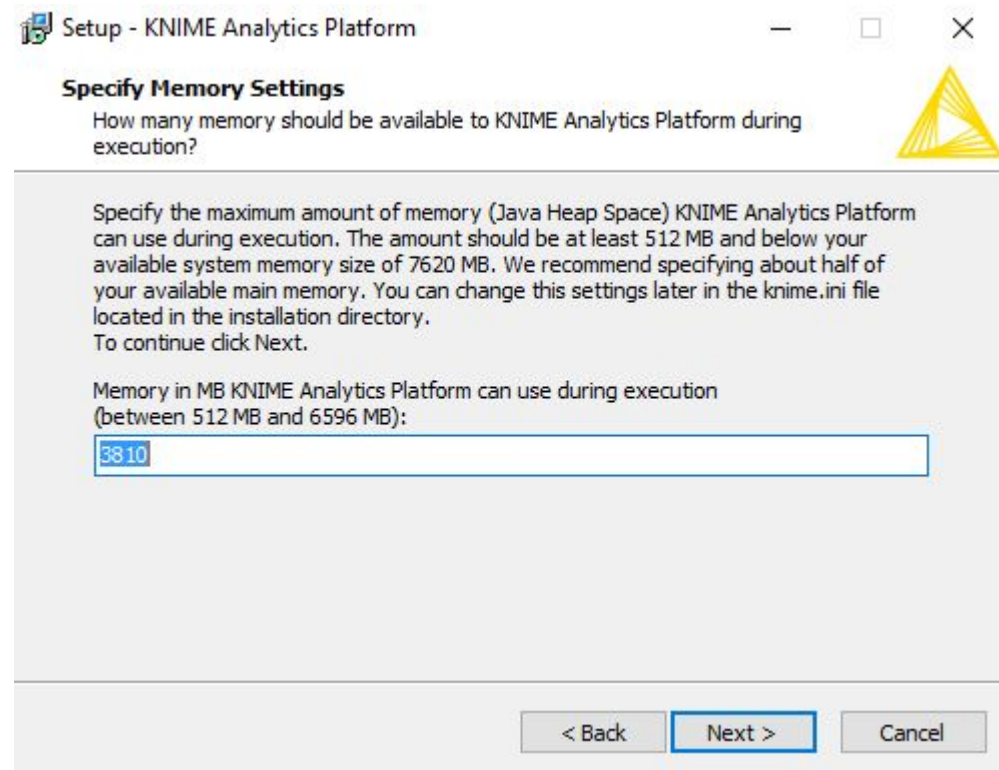 Setup - KNIME Analytics Platform
Specify Memory Settings
How many memory should be available to KNIME Analytics Platform during
execution?
Specify the maximum amount of memory (Java Heap Space) KNIME Analytics Platform
can use during execution. The amount should be at least 512 MB and below your
available system memory size of 7620 MB. We recommend specifying about half of
your available main memory. You can change this settings later in the knime.ini file
located in the installation directory.
To continue click Next.
Memory in MB KNIME Analytics Platform can use during execution
(between 512 MB and 6596 MB):
3810
< Back Next > Cancel